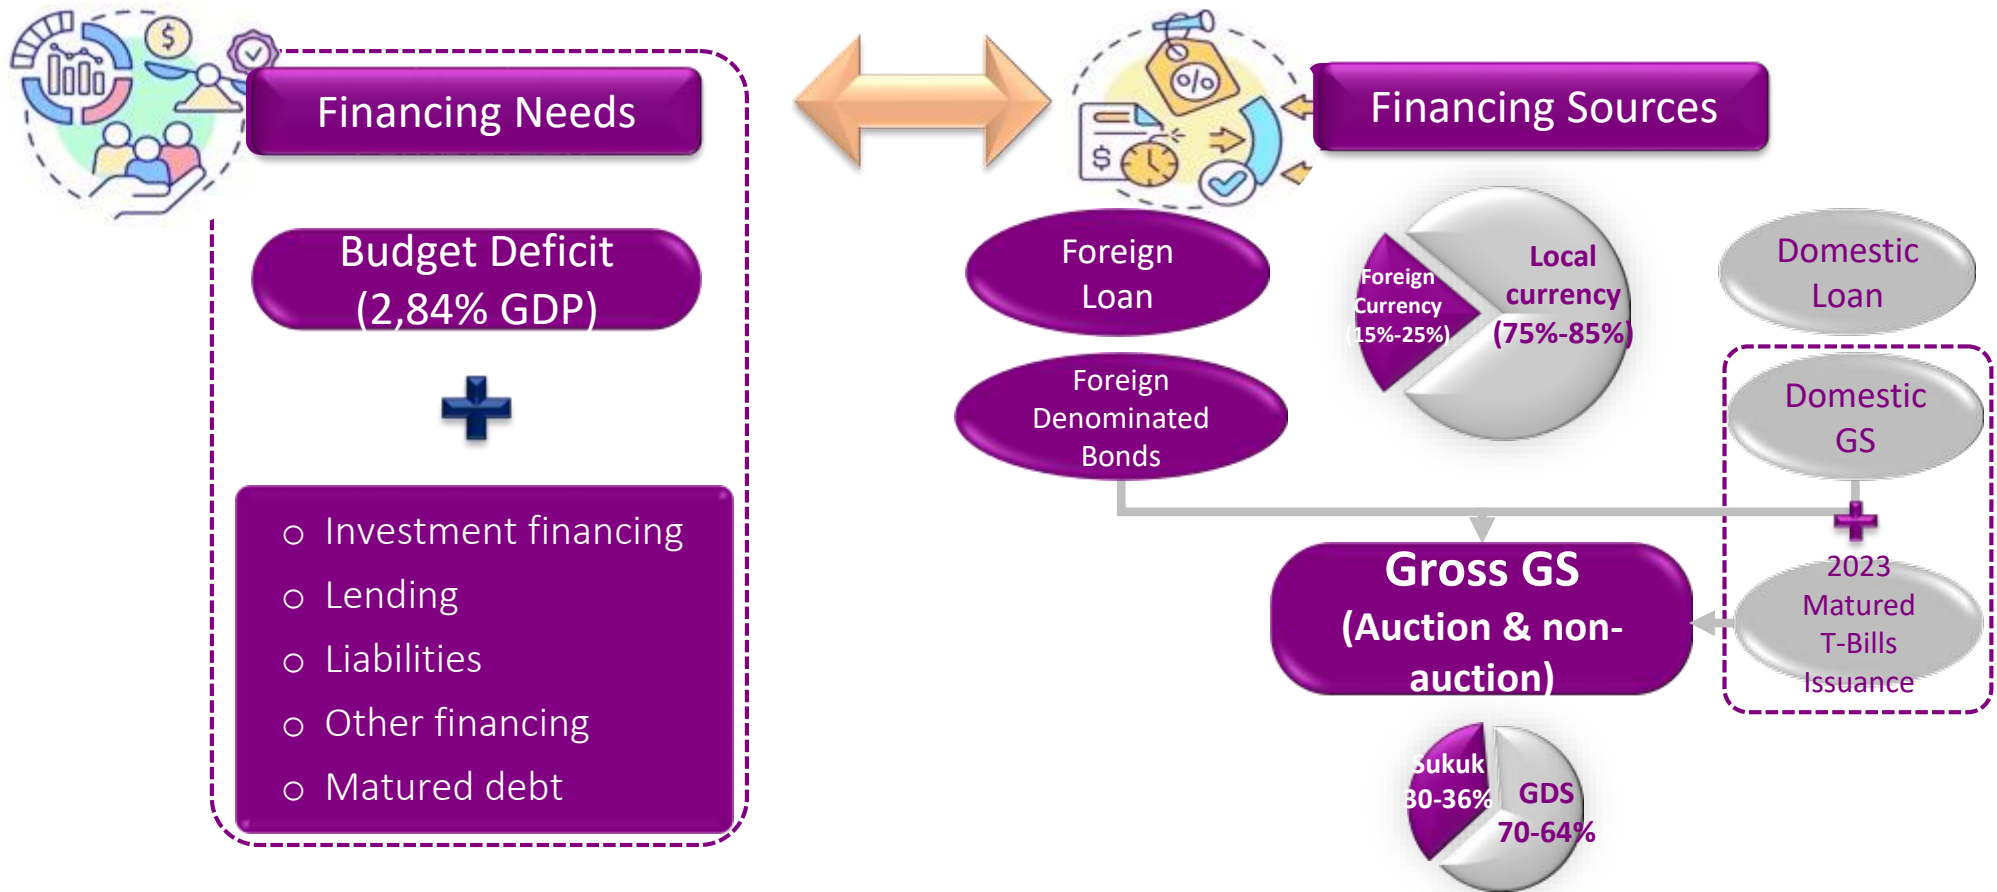 Financing Needs
Budget Deficit
(2,84% GDP)
o Investment financing
o Lending
o Liabilities
o Other financing
o Matured debt
$
%
$
Financing Sources
Foreign
Loan
Foreign
Denominated
Bonds
Foreign
Currency
(15%-25%)
Local
currency
(75%-85%)
Domestic
Loan
Domestic
GS
2023
Matured
T-Bills
Issuance
Gross GS
(Auction & non-
auction)
Sukuk
30-36%
GDS
70-64%